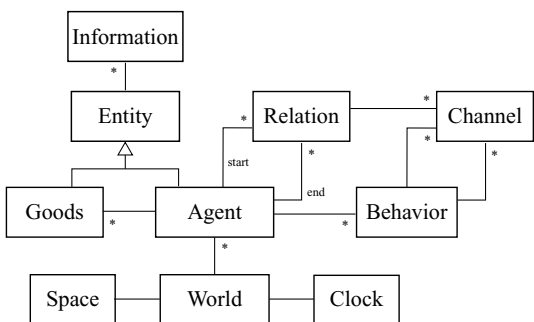 Information
*
Entity
Relation
*
*
Channel
*
*
start
*
Goods
*
Agent
end
*
Behavior
*
Space
World
Clock